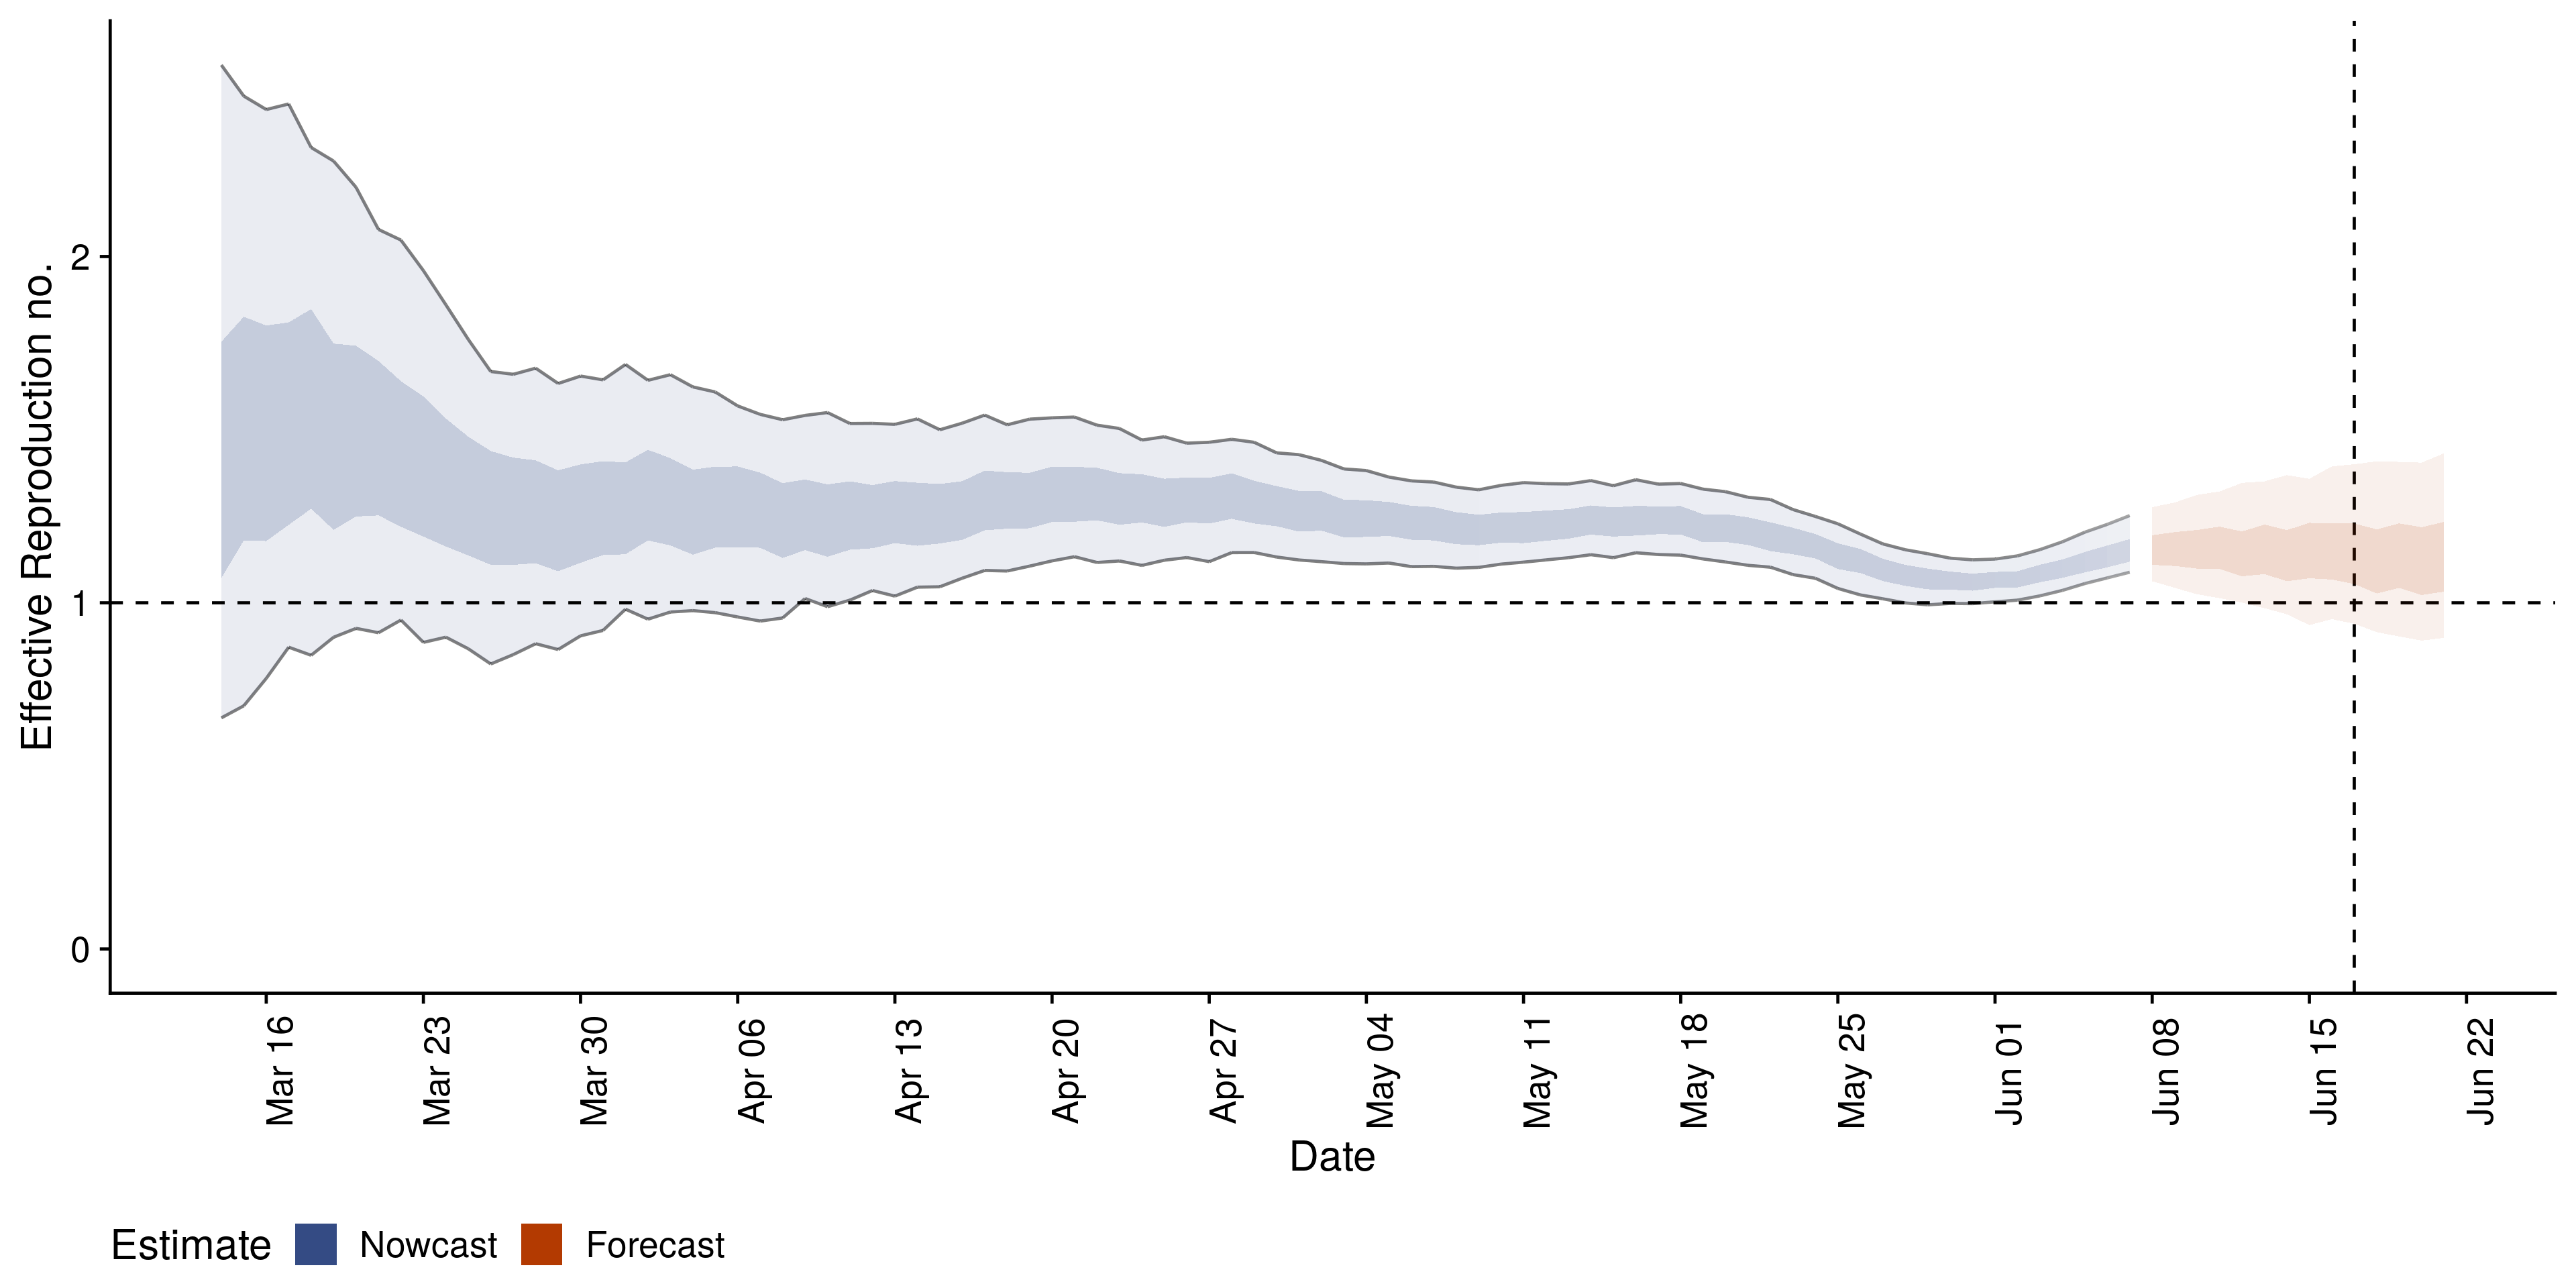 Effective Reproduction no.
2
1
0
Mar 16
Mar 23
Mar 30
Apr 06
Apr 13
Apr 20
Apr 27
May 04
May 11
May 18
May 25
Jun 01
Jun 08
Jun 15
Jun 22
Date
Estimate Nowcast Forecast